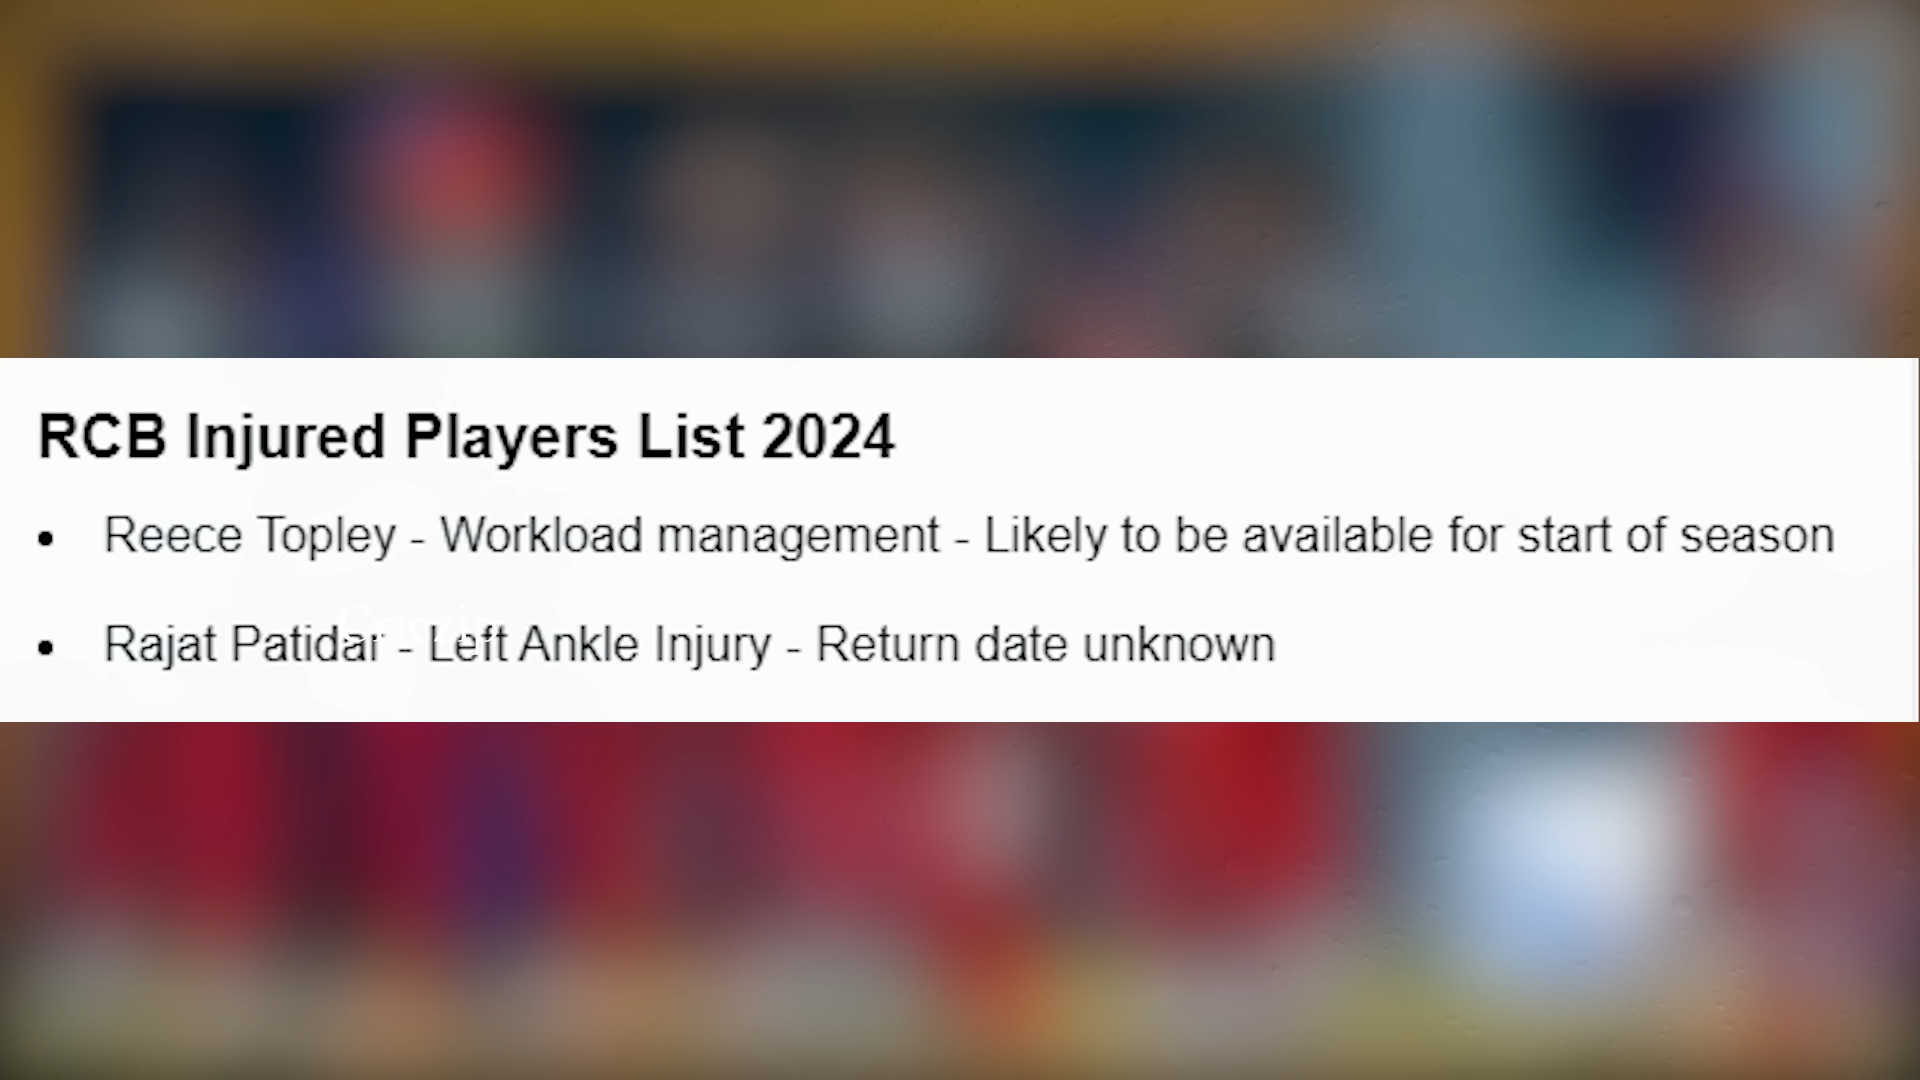 RCB Injured Players List 2024
• Reece Topley - Workload management - Likely to be available for start of season
• Rajat Patidar - Left Ankle Injury - Return date unknown